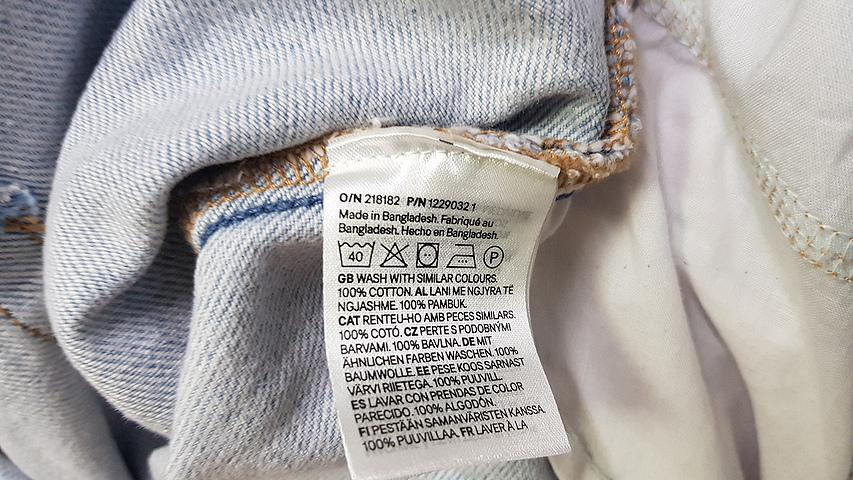 O/N 218182 P/N 1229032 1
Made in Bangladesh. Fabriqué au
Bangladesh. Hecho en Bangladesh.
40 P
GB WASH WITH SIMILAR COLOURS.
100% COTTON. AL LANI ME NGJYRA TË
NGJASHME. 100% PAMBUK.
CAT RENTEU-HO AMB PECES SIMILARS.
100% COTÓ. CZ PERTE S PODOBNÝMI
BARVAMI. 100% BAVLNA. DE MIT
ÄHNLICHEN FARBEN WASCHEN. 100%
BAUMWOLLE. EE PESE KOOS SARNAST
VÄRVI RIIETEGA. 100% PUUVILL.
ES LAVAR CON PRENDAS DE COLOR
PARECIDO. 100% ALGODÓN.
FI PESTÄÄN SAMANVÄRISTEN KANSSA.
100% PUUVILLAA. FR LAVER À LA